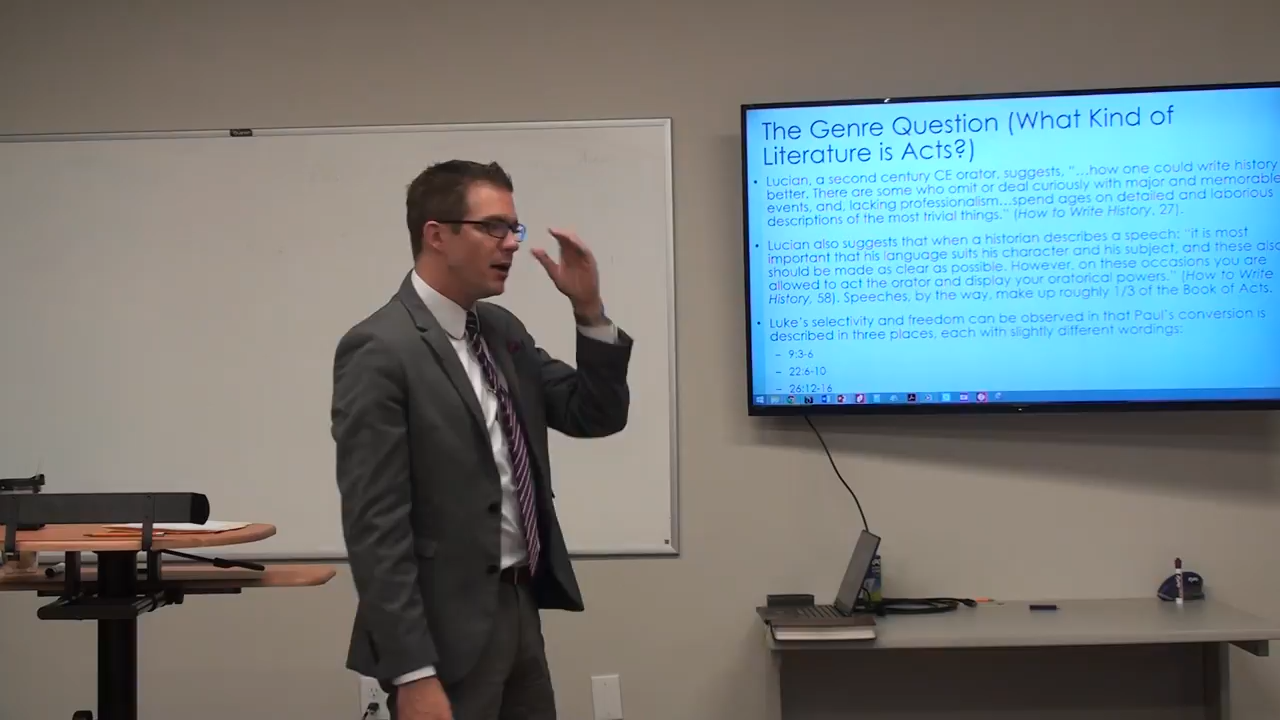 The Genre Question (What Kind of
Literature is Acts?)
• Lucian, a second century CE orator, suggests, "…how one could write history
better. There are some who omit or deal curiously with major and memorable
events, and, lacking professionalism…spend ages on detailed and laborious
descriptions of the most trivial things." (How to Write History, 27).
• Lucian also suggests that when a historian describes a speech: "it is most
important that his language suits his character and his subject, and these also
should be made as clear as possible. However, on these occasions you are
allowed to act the orator and display your oratorical powers." (How to Write
History, 58). Speeches, by the way, make up roughly 1/3 of the Book of Acts.
• Luke's selectivity and freedom can be observed in that Paul's conversion is
described in three places, each with slightly different wordings:
– 9:3-6
– 22:6-10
– 26:12-16